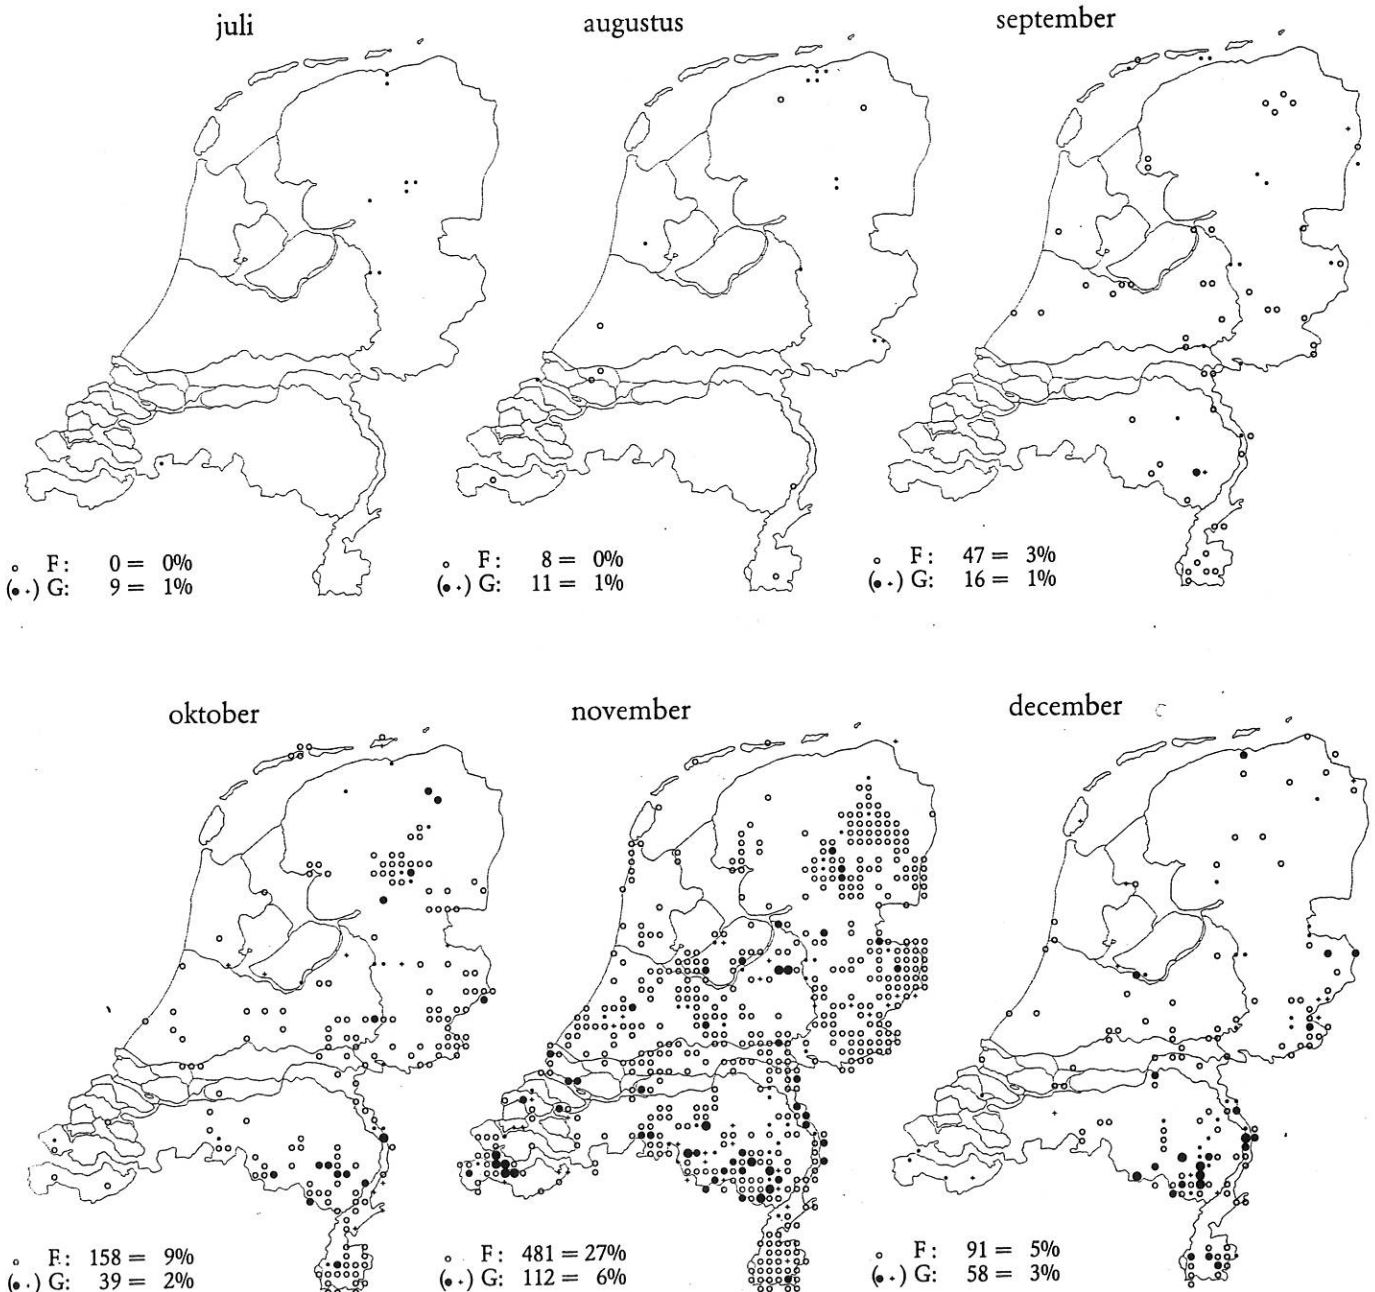 juli
augustus
september
○ F: 0 = 0%
(● ·) G: 9 = 1%
○ F: 8 = 0%
(● ·) G: 11 = 1%
○ F: 47 = 3%
(● ·) G: 16 = 1%
oktober
november
december
○ F: 158 = 9%
(● ·) G: 39 = 2%
○ F: 481 = 27%
(● ·) G: 112 = 6%
○ F: 91 = 5%
(● ·) G: 58 = 3%